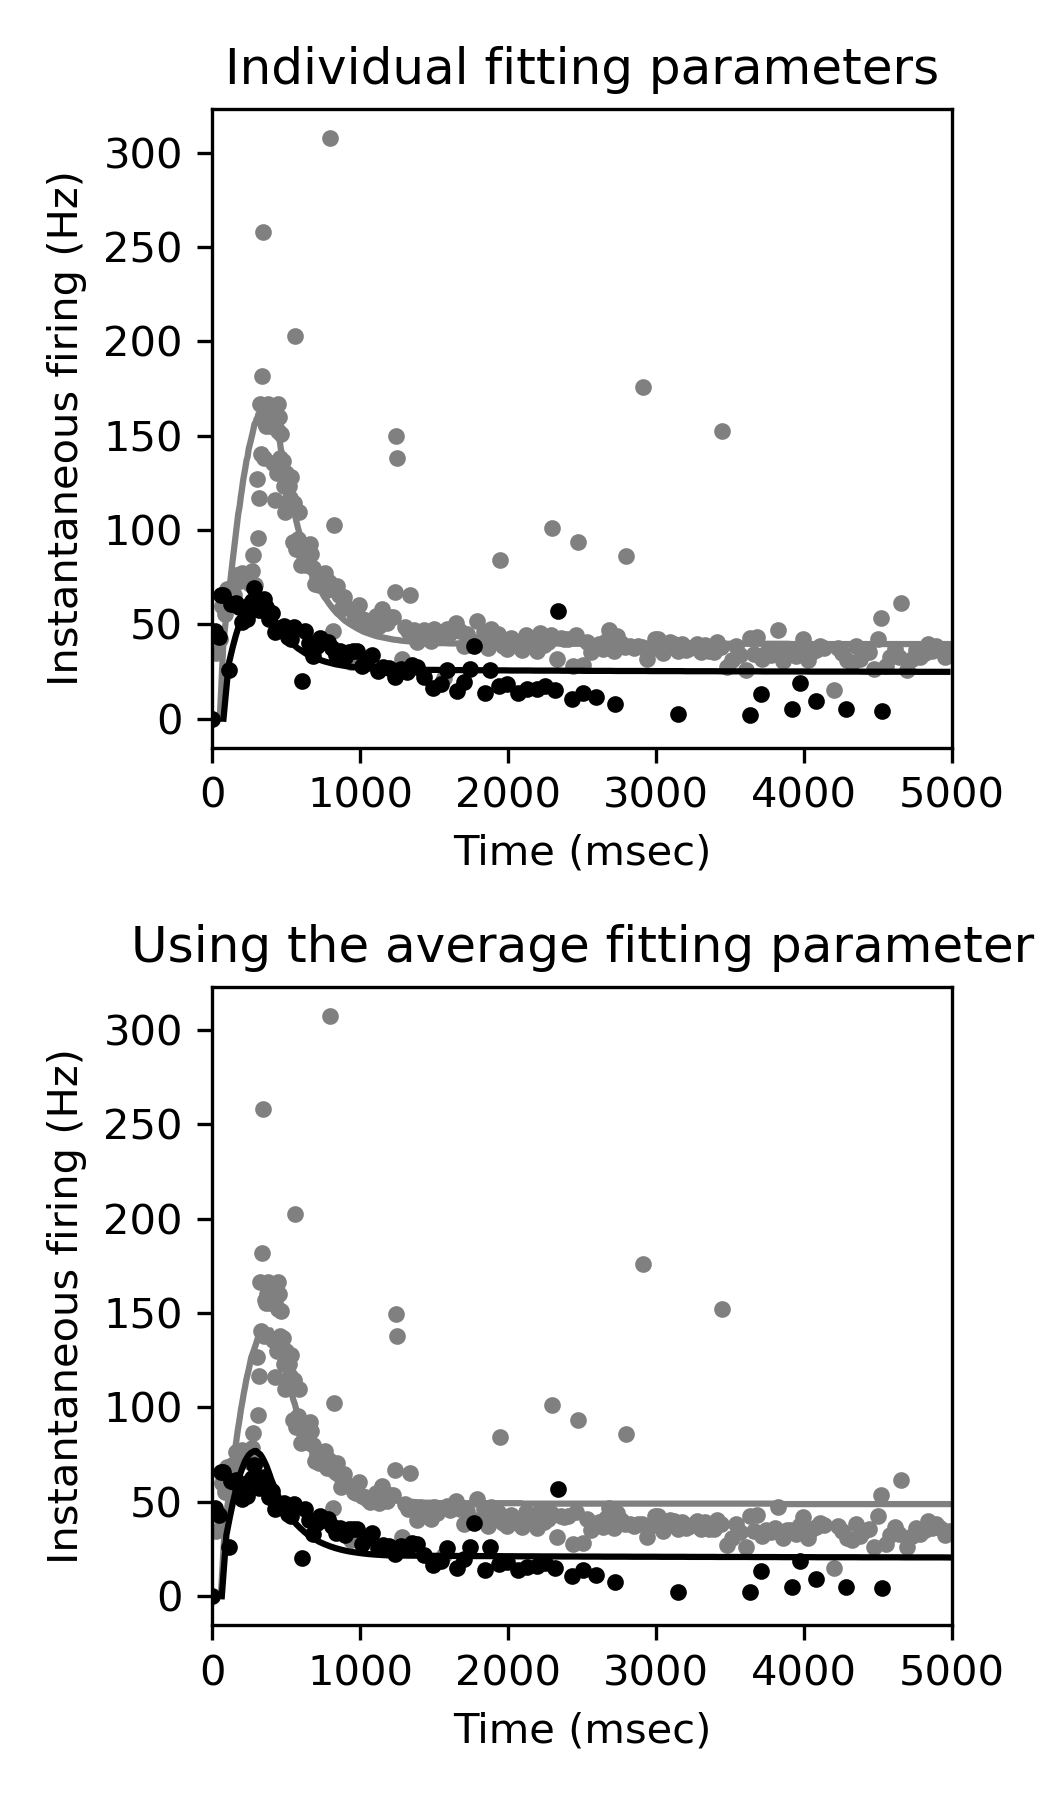 Individual fitting parameters
300
250
200
150
100
50
0
Instantaneous firing (Hz)
0 1000 2000 3000 4000 5000
Time (msec)
Using the average fitting parameter
300
250
200
150
100
50
0
Instantaneous firing (Hz)
0 1000 2000 3000 4000 5000
Time (msec)